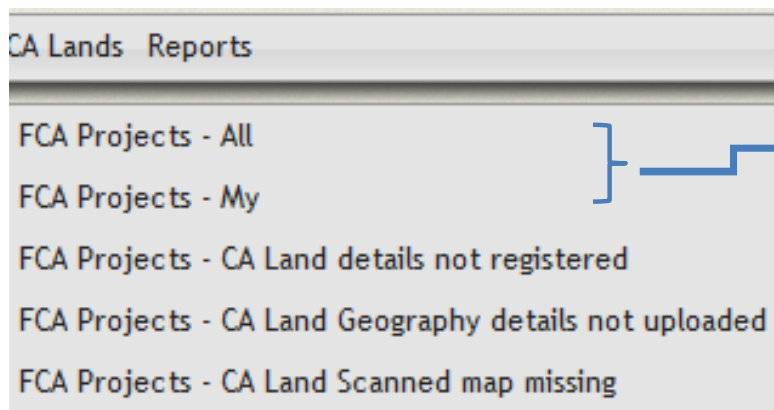 CA Lands Reports
FCA Projects - All
FCA Projects - My
FCA Projects - CA Land details not registered
FCA Projects - CA Land Geography details not uploaded
FCA Projects - CA Land Scanned map missing